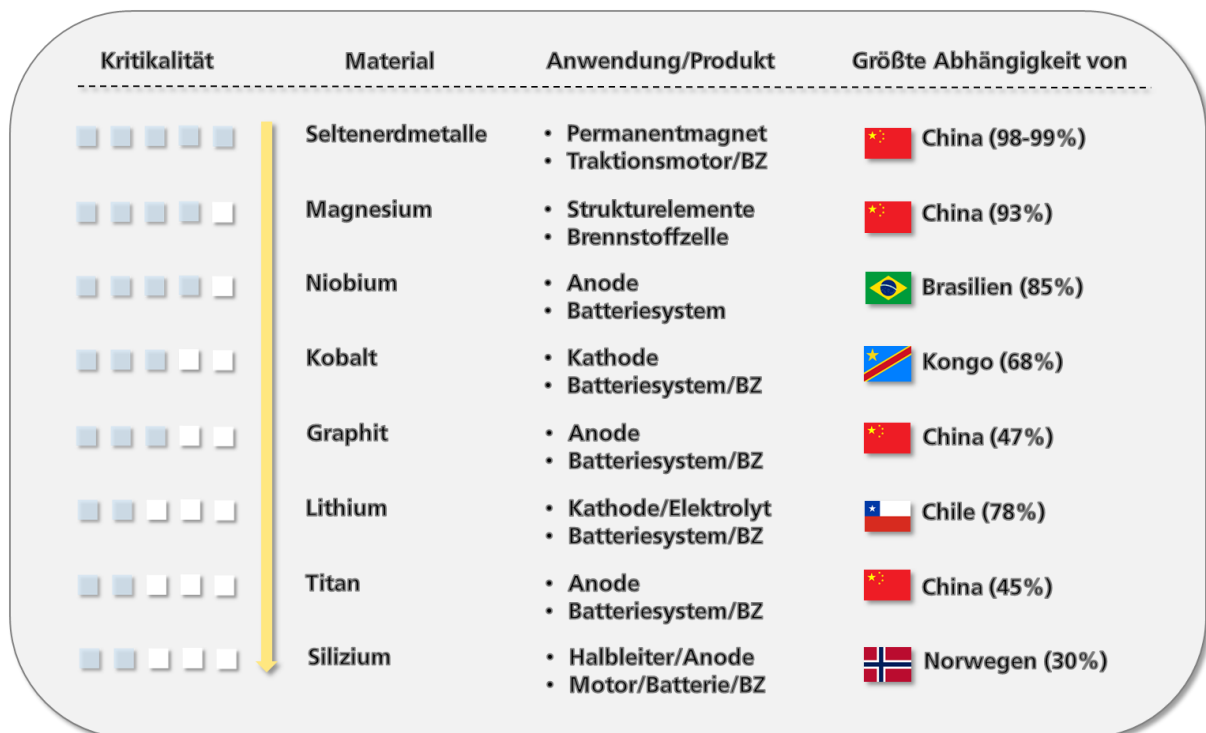 Kritikalität Material Anwendung/Produkt Größte Abhängigkeit von
Seltenerdmetalle • Permanentmagnet China (98-99%)
• Traktionsmotor/BZ
Magnesium • Strukturelemente China (93%)
• Brennstoffzelle
Niobium • Anode Brasilien (85%)
• Batteriesystem
Kobalt • Kathode Kongo (68%)
• Batteriesystem/BZ
Graphit • Anode China (47%)
• Batteriesystem/BZ
Lithium • Kathode/Elektrolyt Chile (78%)
• Batteriesystem/BZ
Titan • Anode China (45%)
• Batteriesystem/BZ
Silizium • Halbleiter/Anode Norwegen (30%)
• Motor/Batterie/BZ